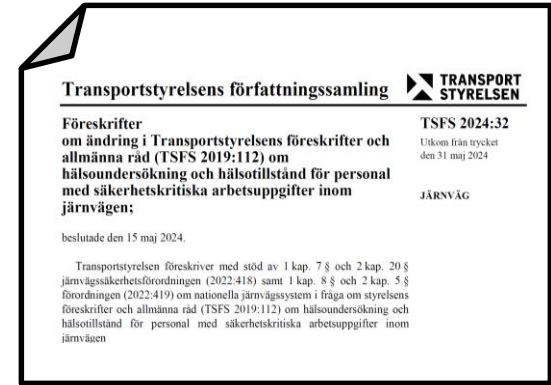 Transportstyrelsens författningssamling
TRANSPORT
STYRELSEN
Föreskrifter
om ändring i Transportstyrelsens föreskrifter och
allmänna råd (TSFS 2019:112) om
hälsoundersökning och hälsotillstånd för personal
med säkerhetskritiska arbetsuppgifter inom
järnvägen;
TSFS 2024:32
Utkom från trycket
den 31 maj 2024
JÄRNVÄG
beslutade den 15 maj 2024.
Transportstyrelsen föreskriver med stöd av 1 kap. 7 § och 2 kap. 20 §
järnvägssäkerhetsförordningen (2022:418) samt 1 kap. 8 § och 2 kap. 5 §
förordningen (2022:419) om nationella järnvägssystem i fråga om styrelsens
föreskrifter och allmänna råd (TSFS 2019:112) om hälsoundersökning och
hälsotillstånd för personal med säkerhetskritiska arbetsuppgifter inom
järnvägen